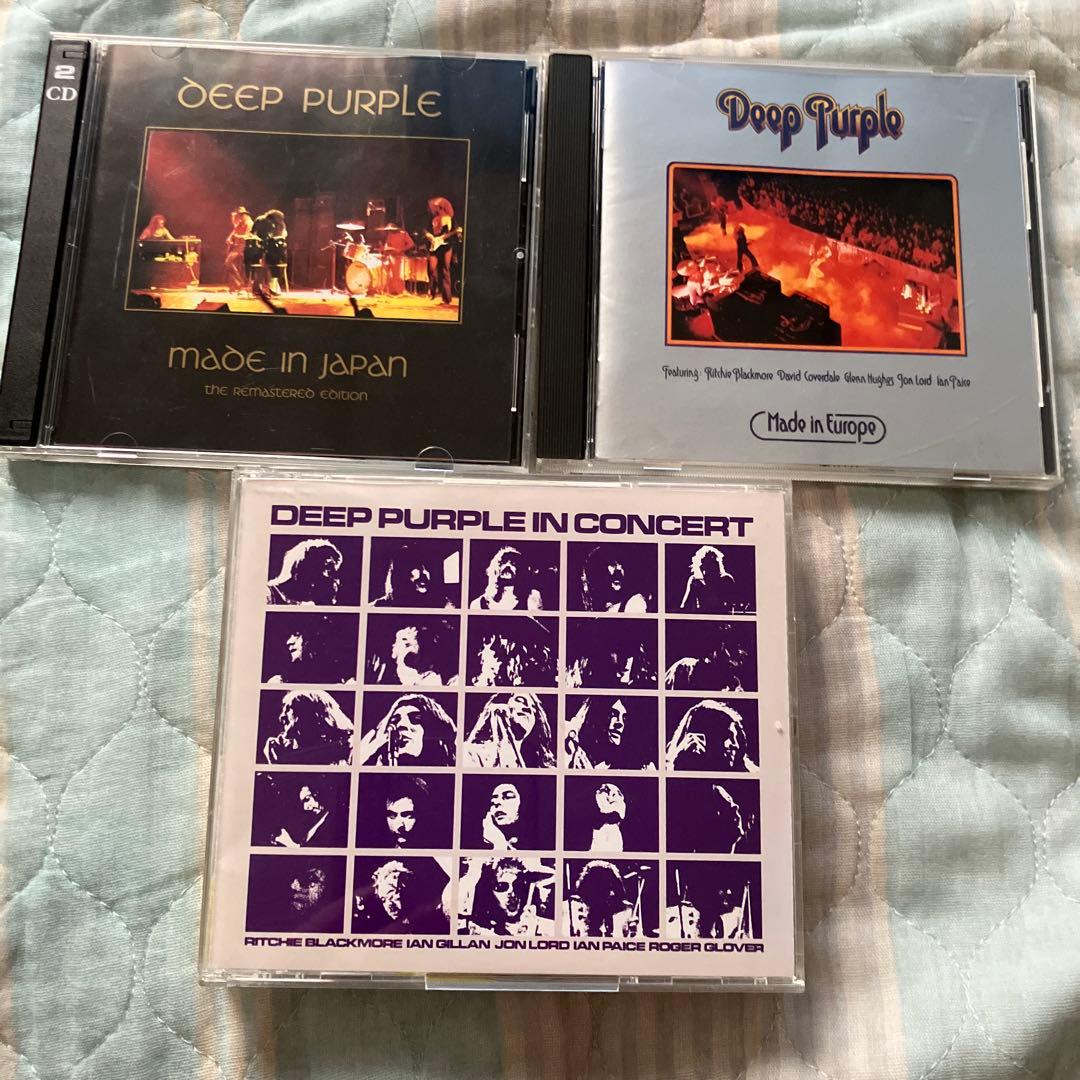 2
CD
DEEP PURPLE
MADE IN JAPAN
THE REMASTERED EDITION
Deep Purple
Featuring: Ritchie Blackmore David Coverdale Glenn Hughes Jon Lord Ian Paice
Made in Europe
DEEP PURPLE IN CONCERT
RITCHIE BLACKMORE IAN GILLAN JON LORD IAN PAICE ROGER GLOVER